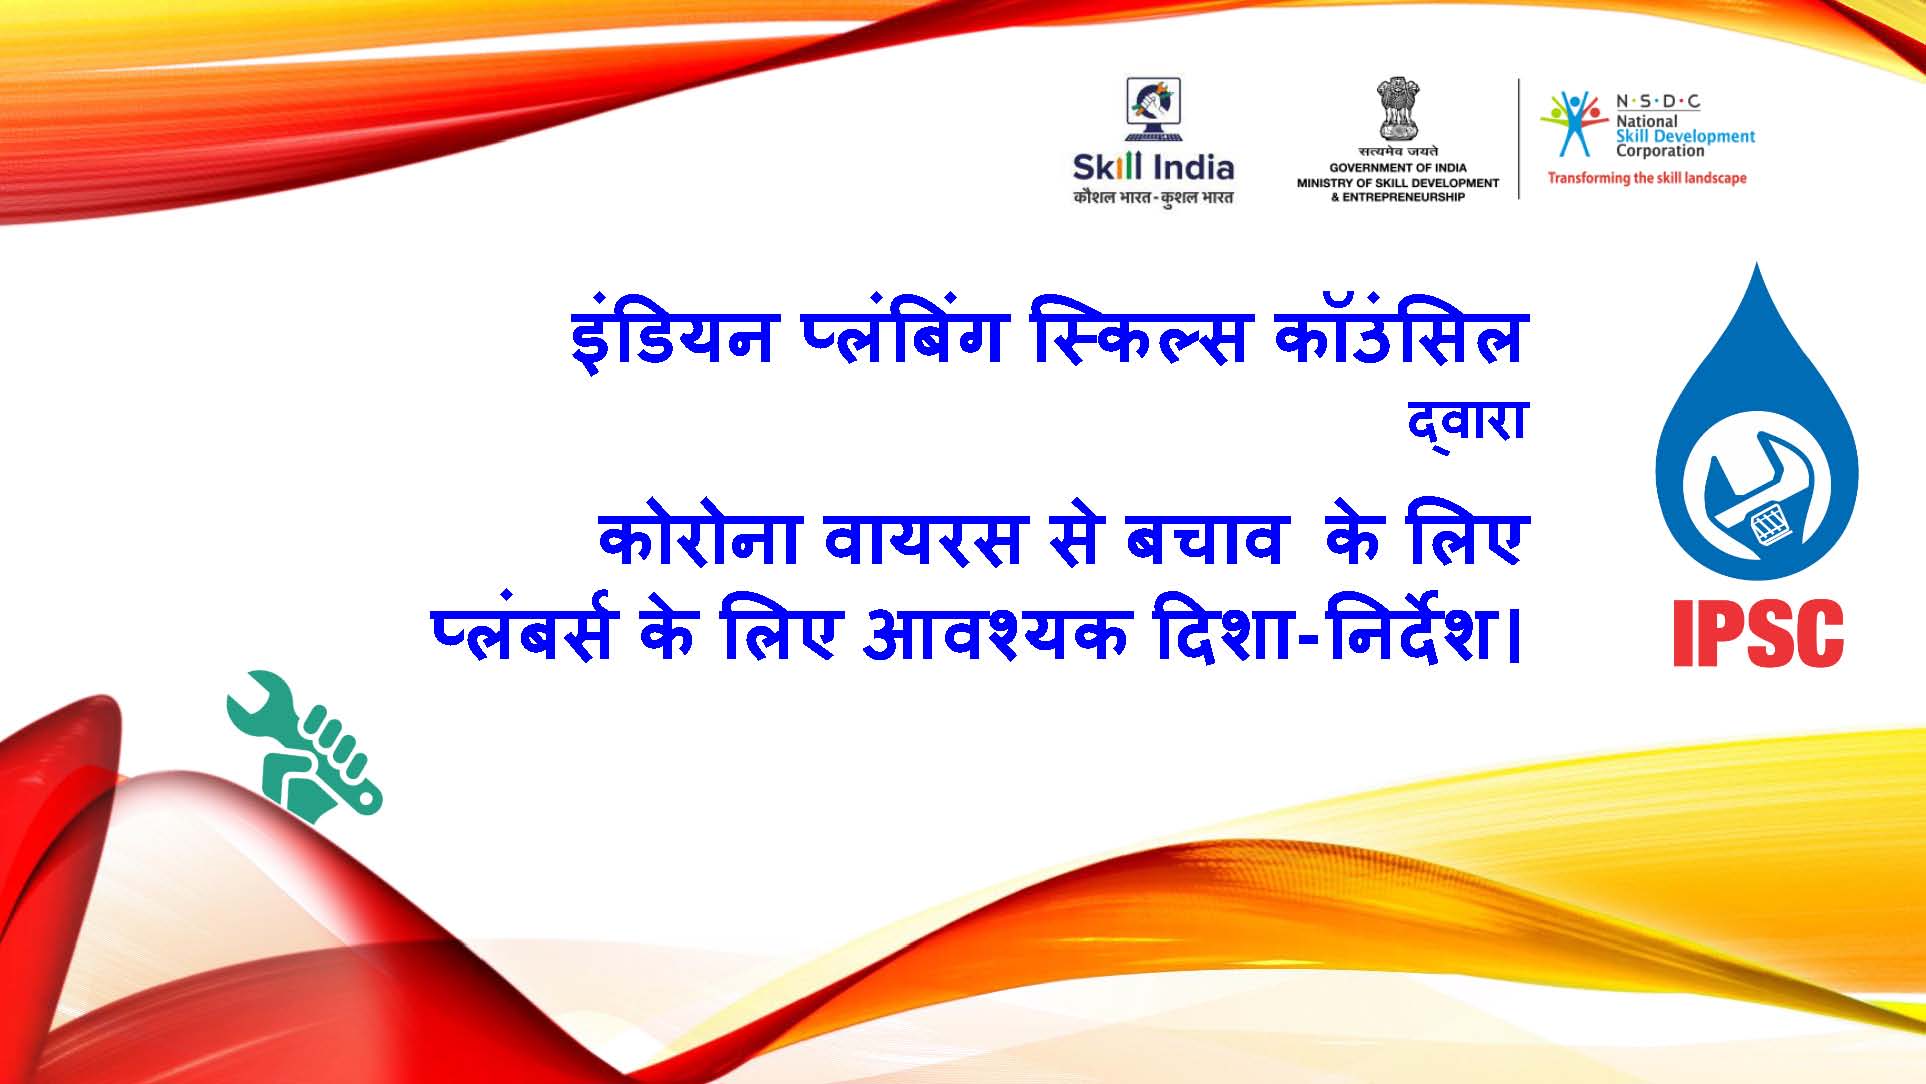 Skill India
कौशल भारत - कुशल भारत
सत्यमेव जयते
GOVERNMENT OF INDIA
MINISTRY OF SKILL DEVELOPMENT
& ENTREPRENEURSHIP
N·S·D·C
National
Skill Development
Corporation
Transforming the skill landscape
इंडियन प्लंबिंग स्किल्स कॉउंसिल
द्वारा
कोरोना वायरस से बचाव के लिए
प्लंबर्स के लिए आवश्यक दिशा-निर्देश।
IPSC